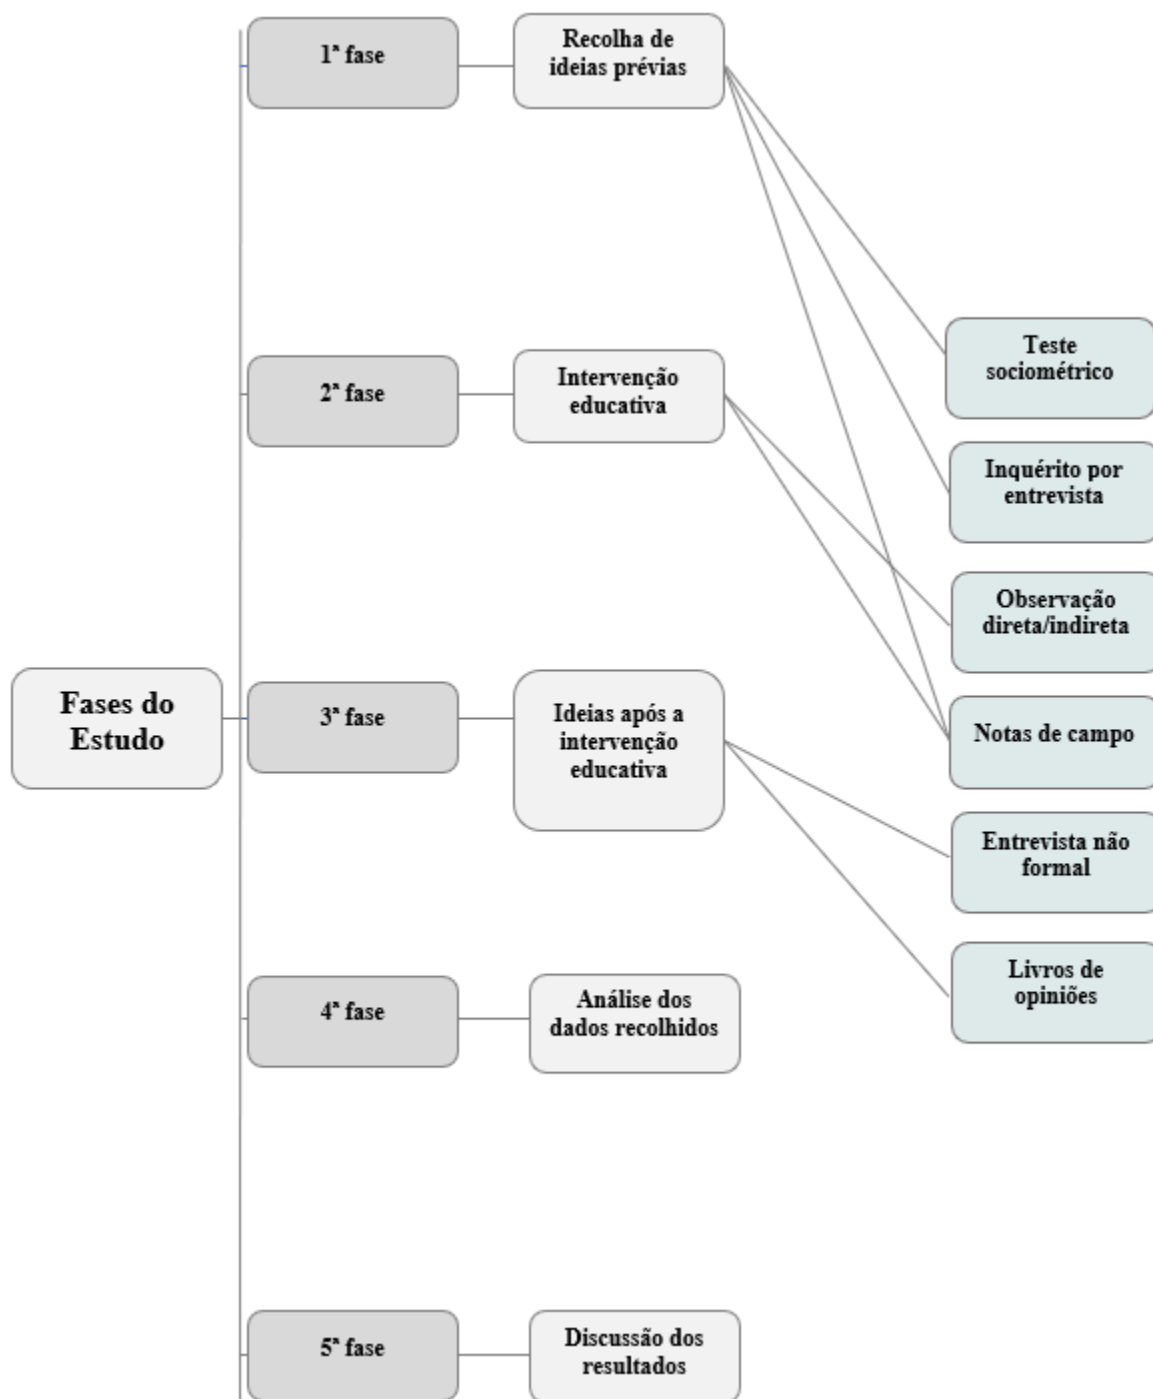 1ª fase
Recolha de
ideias prévias
Teste
sociométrico
2ª fase
Intervenção
educativa
Inquérito por
entrevista
Observação
direta/indireta
Fases do
Estudo
3ª fase
Ideias após a
intervenção
educativa
Notas de campo
Entrevista não
formal
Livros de
opiniões
4ª fase
Análise dos
dados recolhidos
5ª fase
Discussão dos
resultados